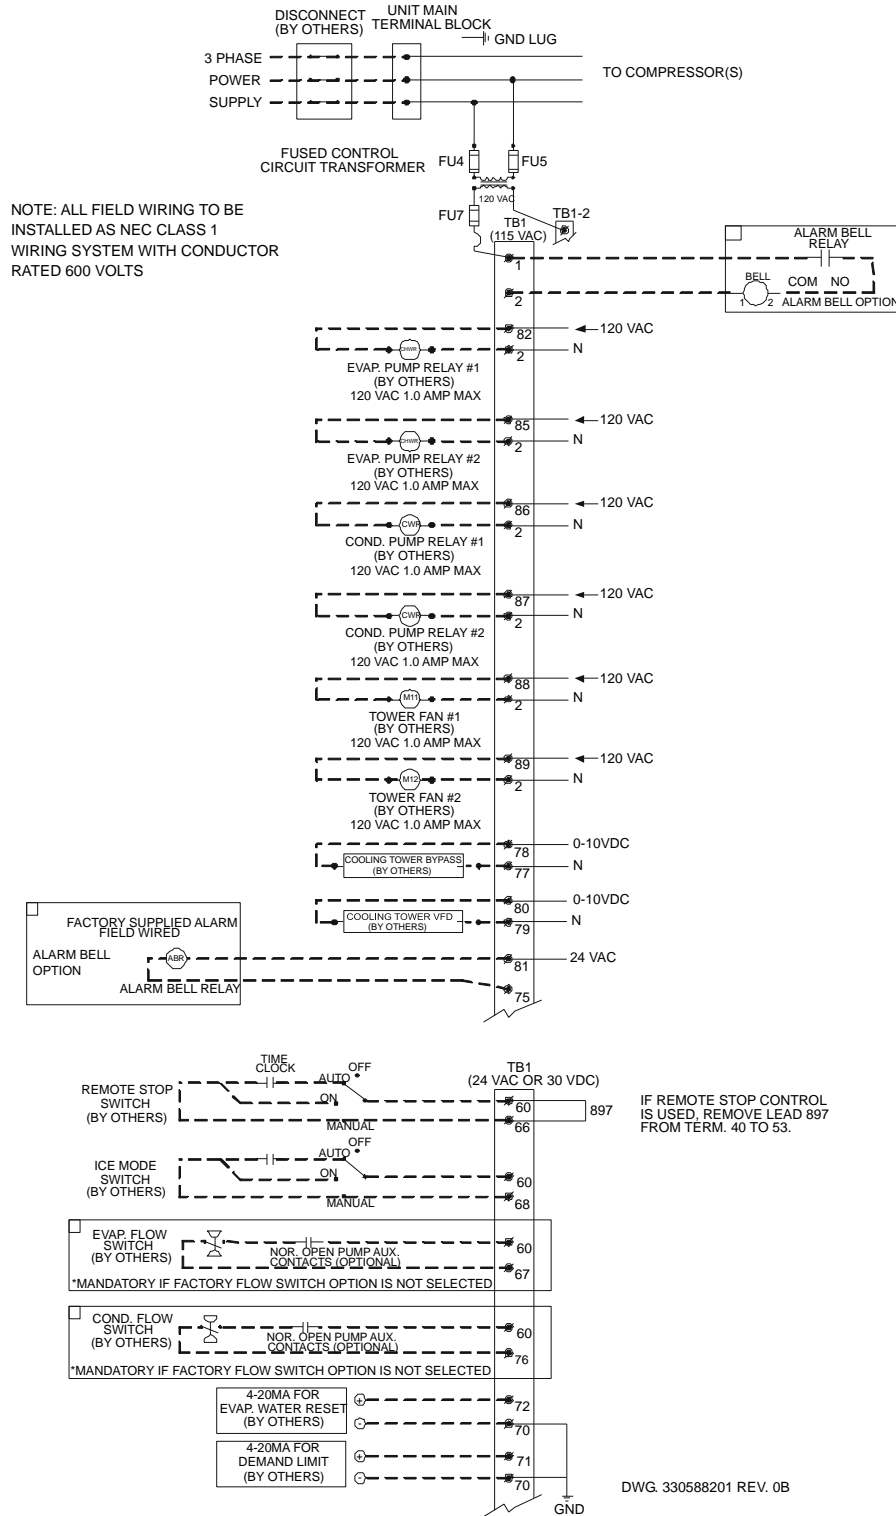 DISCONNECT
(BY OTHERS)
UNIT MAIN
TERMINAL BLOCK
GND LUG
3 PHASE
POWER
SUPPLY
TO COMPRESSOR(S)
FUSED CONTROL
CIRCUIT TRANSFORMER
FU4
FU5
120 VAC
FU7
TB1-2
TB1
(115 VAC)
NOTE: ALL FIELD WIRING TO BE
INSTALLED AS NEC CLASS 1
WIRING SYSTEM WITH CONDUCTOR
RATED 600 VOLTS
ALARM BELL
RELAY
1
BELL
COM NO
1 2
ALARM BELL OPTION
2
82
120 VAC
CHWR
2
N
EVAP. PUMP RELAY #1
(BY OTHERS)
120 VAC 1.0 AMP MAX
85
120 VAC
CHWR
2
N
EVAP. PUMP RELAY #2
(BY OTHERS)
120 VAC 1.0 AMP MAX
86
120 VAC
CWR
2
N
COND. PUMP RELAY #1
(BY OTHERS)
120 VAC 1.0 AMP MAX
87
120 VAC
CWR
2
N
COND. PUMP RELAY #2
(BY OTHERS)
120 VAC 1.0 AMP MAX
88
120 VAC
M11
2
N
TOWER FAN #1
(BY OTHERS)
120 VAC 1.0 AMP MAX
89
120 VAC
M12
2
N
TOWER FAN #2
(BY OTHERS)
120 VAC 1.0 AMP MAX
78
0-10VDC
COOLING TOWER BYPASS
(BY OTHERS)
77
N
80
0-10VDC
COOLING TOWER VFD
(BY OTHERS)
79
N
FACTORY SUPPLIED ALARM
FIELD WIRED
ALARM BELL
OPTION
ABR
81
24 VAC
ALARM BELL RELAY
75
TIME
CLOCK
OFF
AUTO
ON
MANUAL
REMOTE STOP
SWITCH
(BY OTHERS)
TB1
(24 VAC OR 30 VDC)
60
897
66
IF REMOTE STOP CONTROL
IS USED, REMOVE LEAD 897
FROM TERM. 40 TO 53.
OFF
AUTO
ON
MANUAL
ICE MODE
SWITCH
(BY OTHERS)
60
68
EVAP. FLOW
SWITCH
(BY OTHERS)
NOR. OPEN PUMP AUX.
CONTACTS (OPTIONAL)
60
67
*MANDATORY IF FACTORY FLOW SWITCH OPTION IS NOT SELECTED
COND. FLOW
SWITCH
(BY OTHERS)
NOR. OPEN PUMP AUX.
CONTACTS (OPTIONAL)
60
76
*MANDATORY IF FACTORY FLOW SWITCH OPTION IS NOT SELECTED
4-20MA FOR
EVAP. WATER RESET
(BY OTHERS)
+
-
72
70
4-20MA FOR
DEMAND LIMIT
(BY OTHERS)
+
-
71
70
GND
DWG. 330588201 REV. 0B